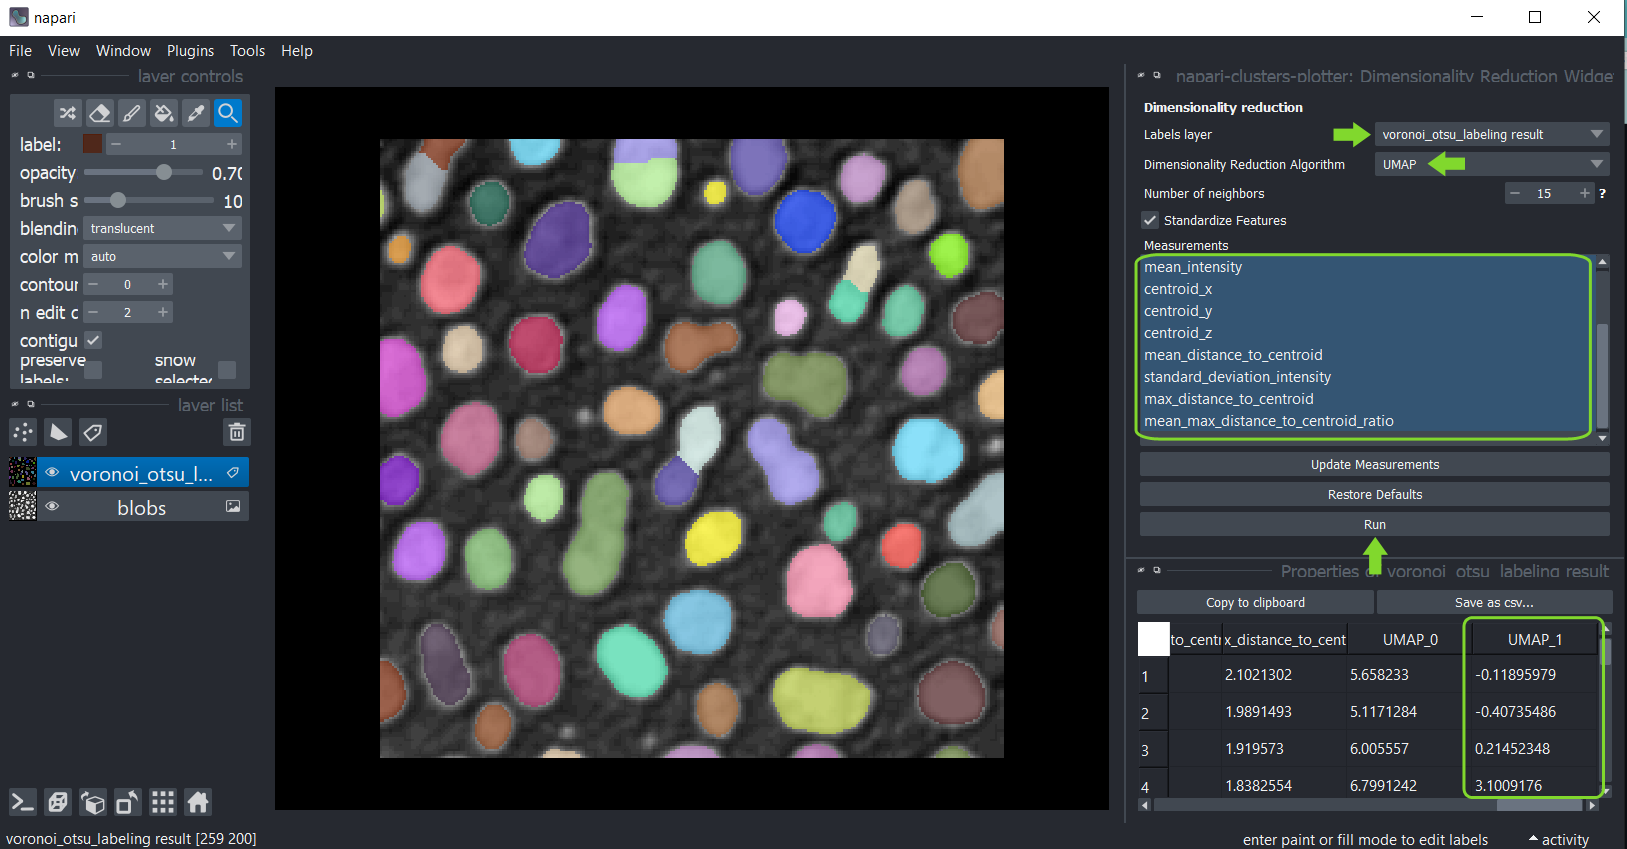 napari
File View Window Plugins Tools Help
layer controls
label: 1
opacity 0.70
brush s 10
blending translucent
color m auto
contour 0
n edit d 2
contigu
preserve labels: show selected
layer list
voronoi_otsu_l...
blobs
napari-clusters-plotter: Dimensionality Reduction Widge
Dimensionality reduction
Labels layer voronoi_otsu_labeling result
Dimensionality Reduction Algorithm UMAP
Number of neighbors 15 ?
Standardize Features
Measurements
mean_intensity
centroid_x
centroid_y
centroid_z
mean_distance_to_centroid
standard_deviation_intensity
max_distance_to_centroid
mean_max_distance_to_centroid_ratio
Update Measurements
Restore Defaults
Run
Properties of voronoi_otsu_labeling result
Copy to clipboard Save as csv...
to_centr x_distance_to_cent UMAP_0 UMAP_1
1 2.1021302 5.658233 -0.11895979
2 1.9891493 5.1171284 -0.40735486
3 1.919573 6.005557 0.21452348
4 1.8382554 6.7991242 3.1009176
voronoi_otsu_labeling result [259 200] enter paint or fill mode to edit labels activity